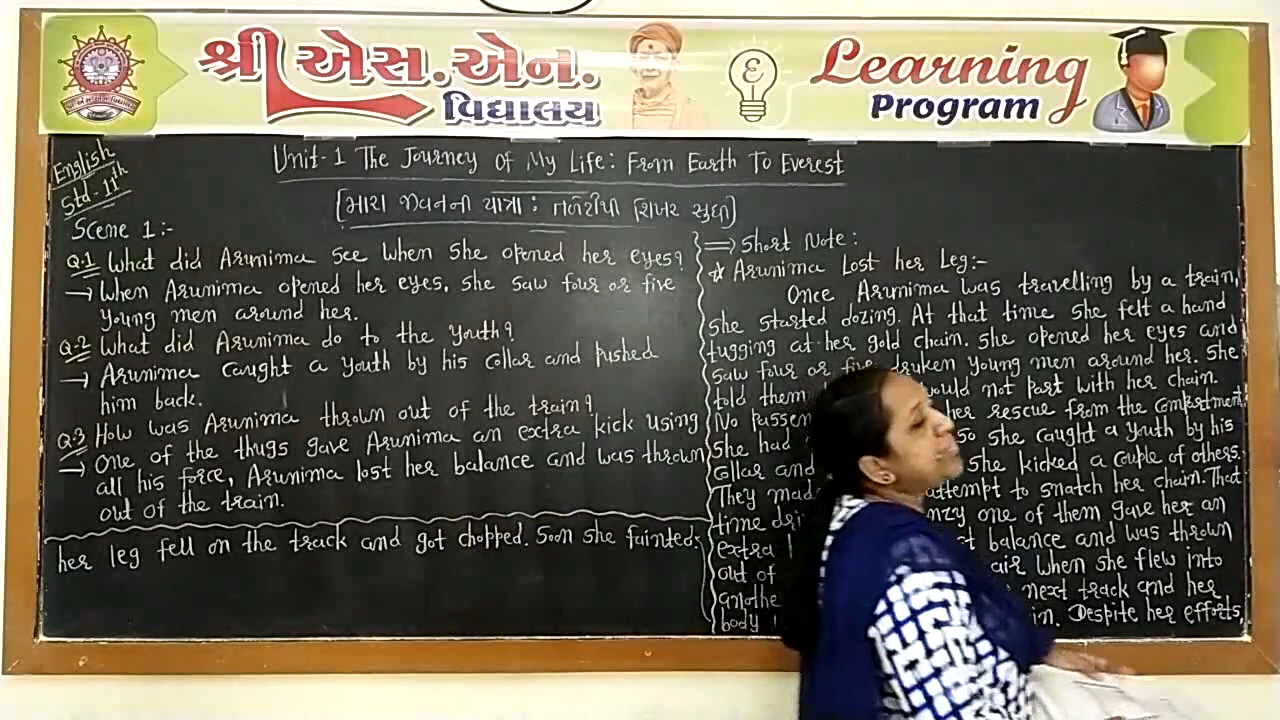 શ્રી એસ.એન.
વિદ્યાલય
Learning
Program
English
Std-11th
Unit-1 The Journey Of My Life: From Earth To Everest
[મારા જીવનની યાત્રા : તળેટીથી શિખર સુધી]
Scene 1:-
Q.1 What did Arunima see when she opened her eyes?
→ When Arunima opened her eyes, she saw four or five
young men around her.
Q.2 What did Arunima do to the youth?
→ Arunima caught a youth by his collar and pushed
him back.
Q.3 How was Arunima thrown out of the train?
→ One of the thugs gave Arunima an extra kick using
all his force, Arunima lost her balance and was thrown
out of the train.
⇒ Short Note:
☆ Arunima Lost her Leg:-
Once Arunima was travelling by a train,
she started dozing. At that time she felt a hand
tugging at her gold chain. She opened her eyes and
saw four or five druken young men around her. She
told them would not part with her chain.
No passen her rescue from the compartment.
She had so she caught a youth by his
collar and she kicked a couple of others.
They mad attempt to snatch her chain. That
time dri nzy one of them gave her an
extra t balance and was thrown
out of air when she flew into
anothe next track and her
body in. Despite her efforts,
her leg fell on the track and got chopped. Soon she fainted.